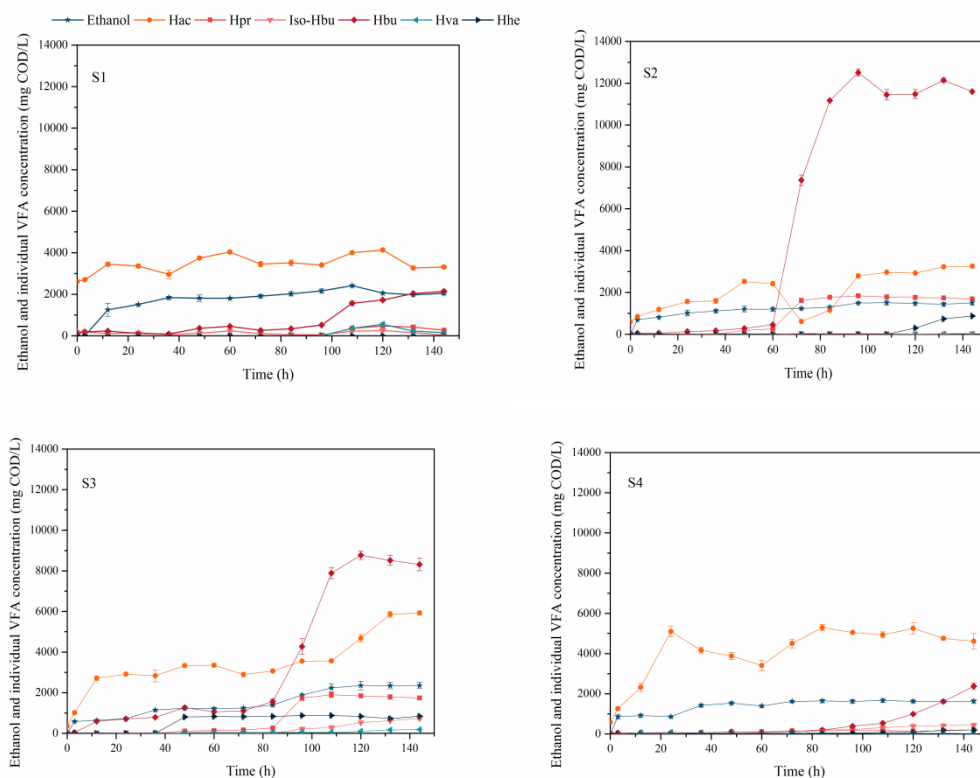 Ethanol Hac Hpr Iso-Hbu Hbu Hva Hhe
S1
Ethanol and individual VFA concentration (mg COD/L)
14000
12000
10000
8000
6000
4000
2000
0
0 20 40 60 80 100 120 140
Time (h)
S2
Ethanol and individual VFA concentration (mg COD/L)
14000
12000
10000
8000
6000
4000
2000
0
0 20 40 60 80 100 120 140
Time (h)
S3
Ethanol and individual VFA concentration (mg COD/L)
14000
12000
10000
8000
6000
4000
2000
0
0 20 40 60 80 100 120 140
Time (h)
S4
Ethanol and individual VFA concentration (mg COD/L)
14000
12000
10000
8000
6000
4000
2000
0
0 20 40 60 80 100 120 140
Time (h)